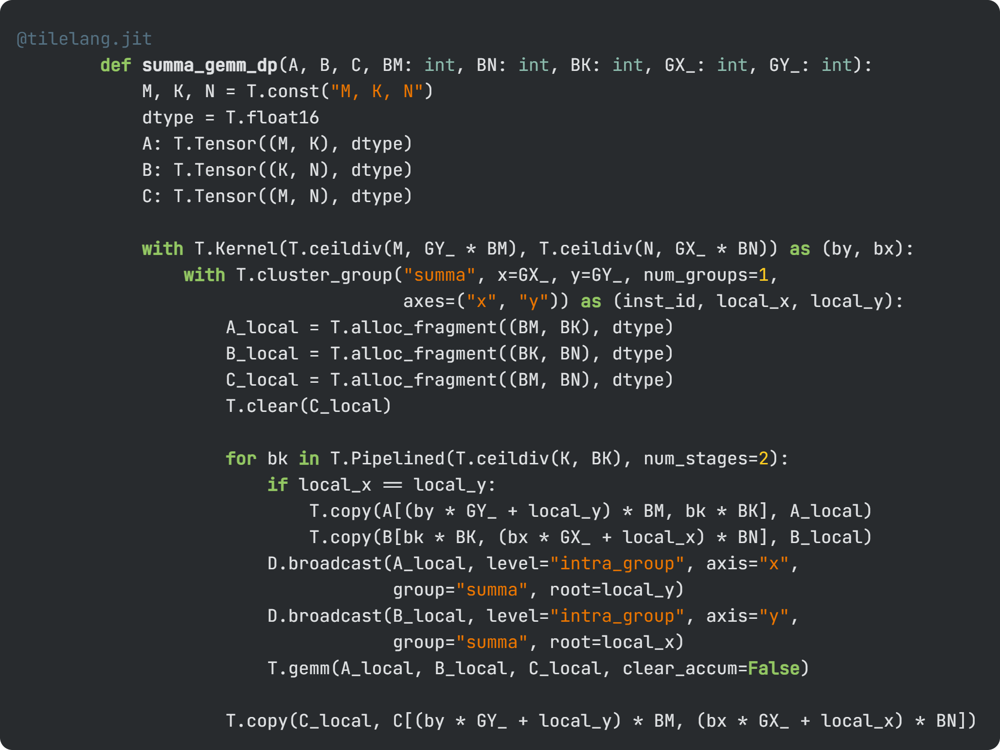 @tilelang.jit
def summa_gemm_dp(A, B, C, BM: int, BN: int, BK: int, GX_: int, GY_: int):
M, K, N = T.const("M, K, N")
dtype = T.float16
A: T.Tensor((M, K), dtype)
B: T.Tensor((K, N), dtype)
C: T.Tensor((M, N), dtype)
with T.Kernel(T.ceildiv(M, GY_ * BM), T.ceildiv(N, GX_ * BN)) as (by, bx):
with T.cluster_group("summa", x=GX_, y=GY_, num_groups=1,
axes=("x", "y")) as (inst_id, local_x, local_y):
A_local = T.alloc_fragment((BM, BK), dtype)
B_local = T.alloc_fragment((BK, BN), dtype)
C_local = T.alloc_fragment((BM, BN), dtype)
T.clear(C_local)
for bk in T.Pipelined(T.ceildiv(K, BK), num_stages=2):
if local_x == local_y:
T.copy(A[(by * GY_ + local_y) * BM, bk * BK], A_local)
T.copy(B[bk * BK, (bx * GX_ + local_x) * BN], B_local)
D.broadcast(A_local, level="intra_group", axis="x",
group="summa", root=local_y)
D.broadcast(B_local, level="intra_group", axis="y",
group="summa", root=local_x)
T.gemm(A_local, B_local, C_local, clear_accum=False)
T.copy(C_local, C[(by * GY_ + local_y) * BM, (bx * GX_ + local_x) * BN])